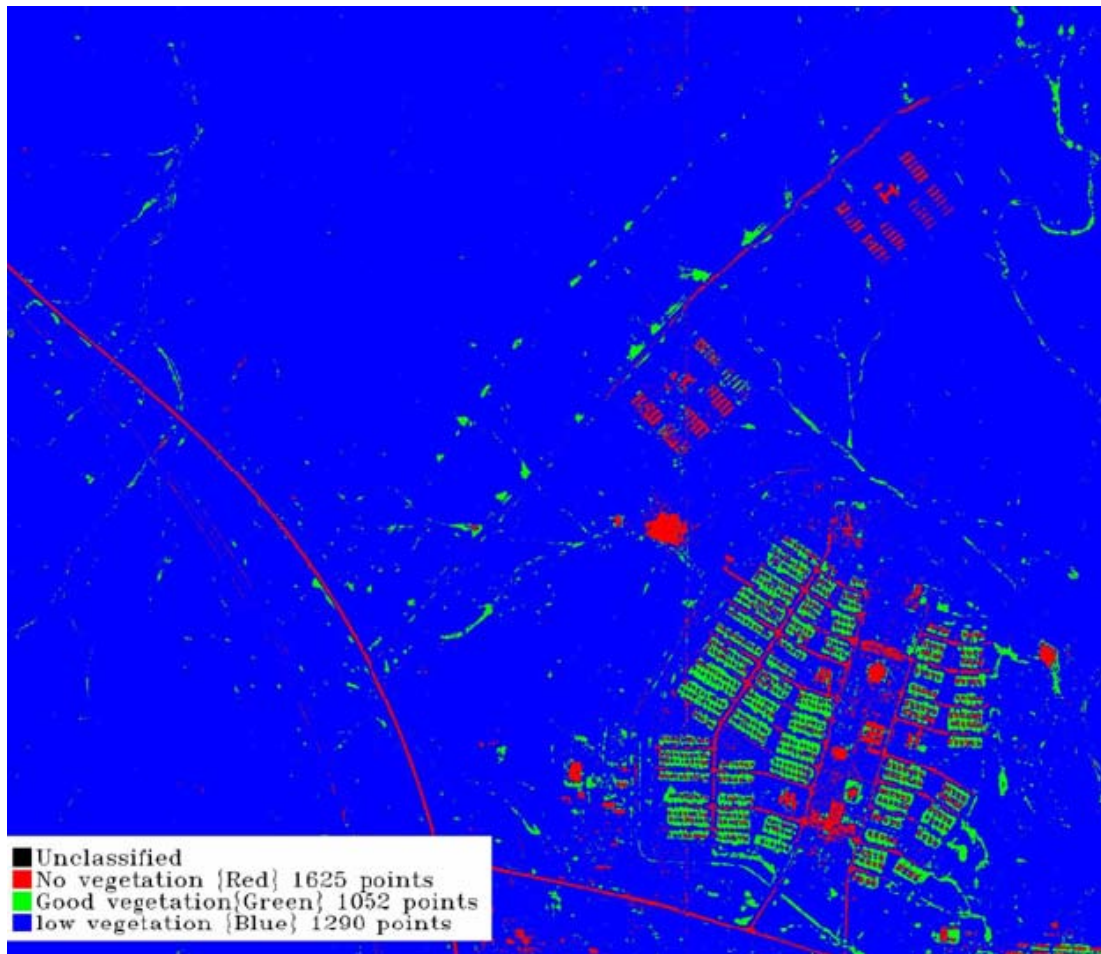 Unclassified
No vegetation {Red} 1625 points
Good vegetation{Green} 1052 points
low vegetation {Blue} 1290 points